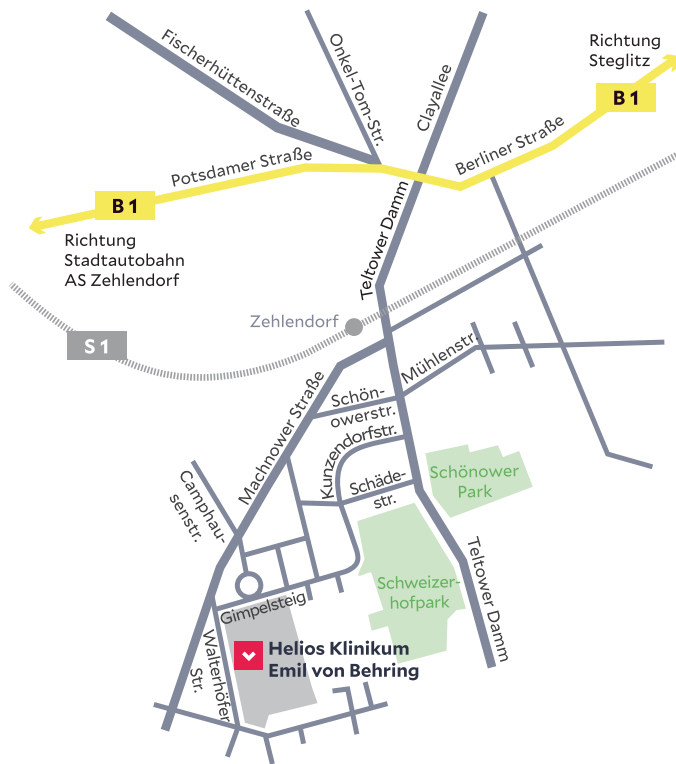 Richtung
Steglitz
B 1
Fischerhüttenstraße
Onkel-Tom-Str.
Clayallee
Berliner Straße
Potsdamer Straße
B 1
Richtung
Stadtautobahn
AS Zehlendorf
Teltower Damm
Zehlendorf
S 1
Mühlenstr.
Machnower Straße
Schön-
owerstr.
Kunzendorfstr.
Schäde-
str.
Schönower
Park
Camphau-
senstr.
Teltower Damm
Schweizer-
hofpark
Gimpelsteig
Walterhöfer
Str.
Helios Klinikum
Emil von Behring